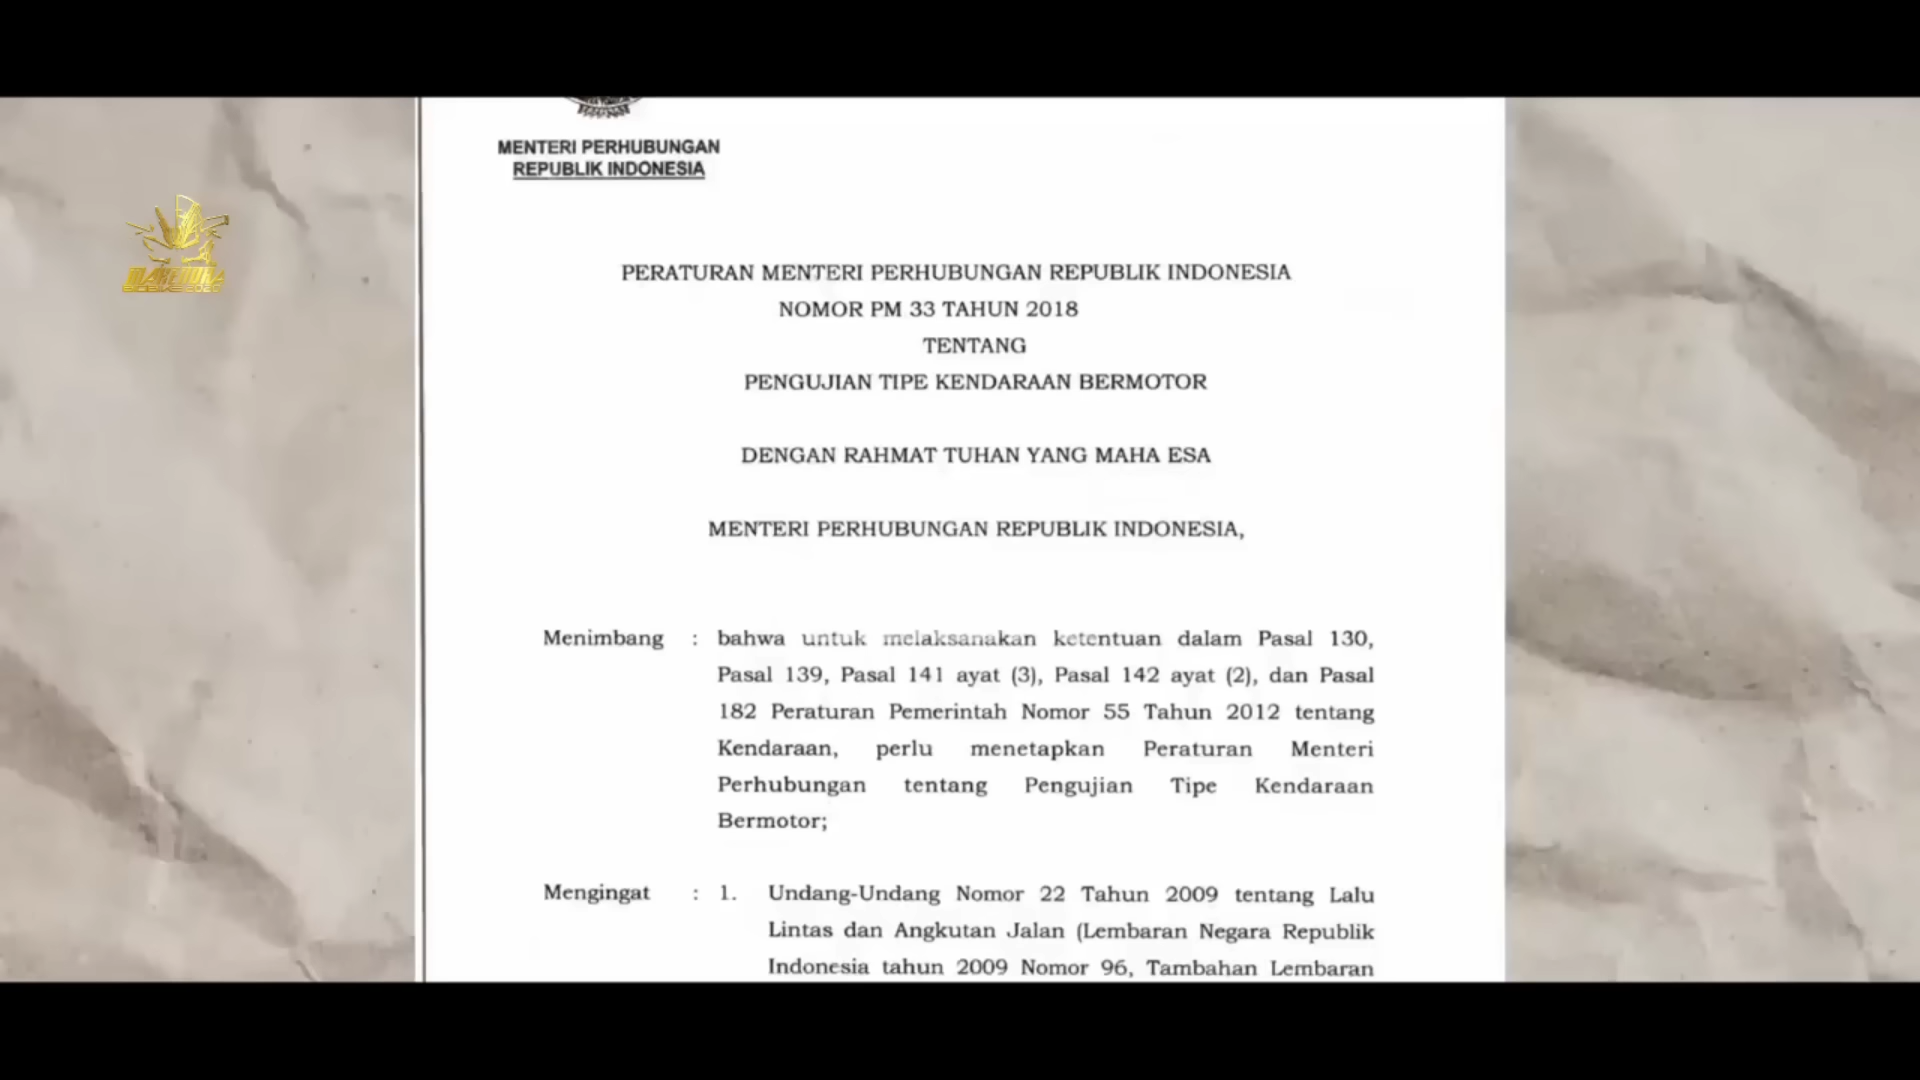 MENTERI PERHUBUNGAN
REPUBLIK INDONESIA
PERATURAN MENTERI PERHUBUNGAN REPUBLIK INDONESIA
NOMOR PM 33 TAHUN 2018
TENTANG
PENGUJIAN TIPE KENDARAAN BERMOTOR
DENGAN RAHMAT TUHAN YANG MAHA ESA
MENTERI PERHUBUNGAN REPUBLIK INDONESIA,
Menimbang : bahwa untuk melaksanakan ketentuan dalam Pasal 130,
Pasal 139, Pasal 141 ayat (3), Pasal 142 ayat (2), dan Pasal
182 Peraturan Pemerintah Nomor 55 Tahun 2012 tentang
Kendaraan, perlu menetapkan Peraturan Menteri
Perhubungan tentang Pengujian Tipe Kendaraan
Bermotor;
Mengingat : 1. Undang-Undang Nomor 22 Tahun 2009 tentang Lalu
Lintas dan Angkutan Jalan (Lembaran Negara Republik
Indonesia tahun 2009 Nomor 96, Tambahan Lembaran